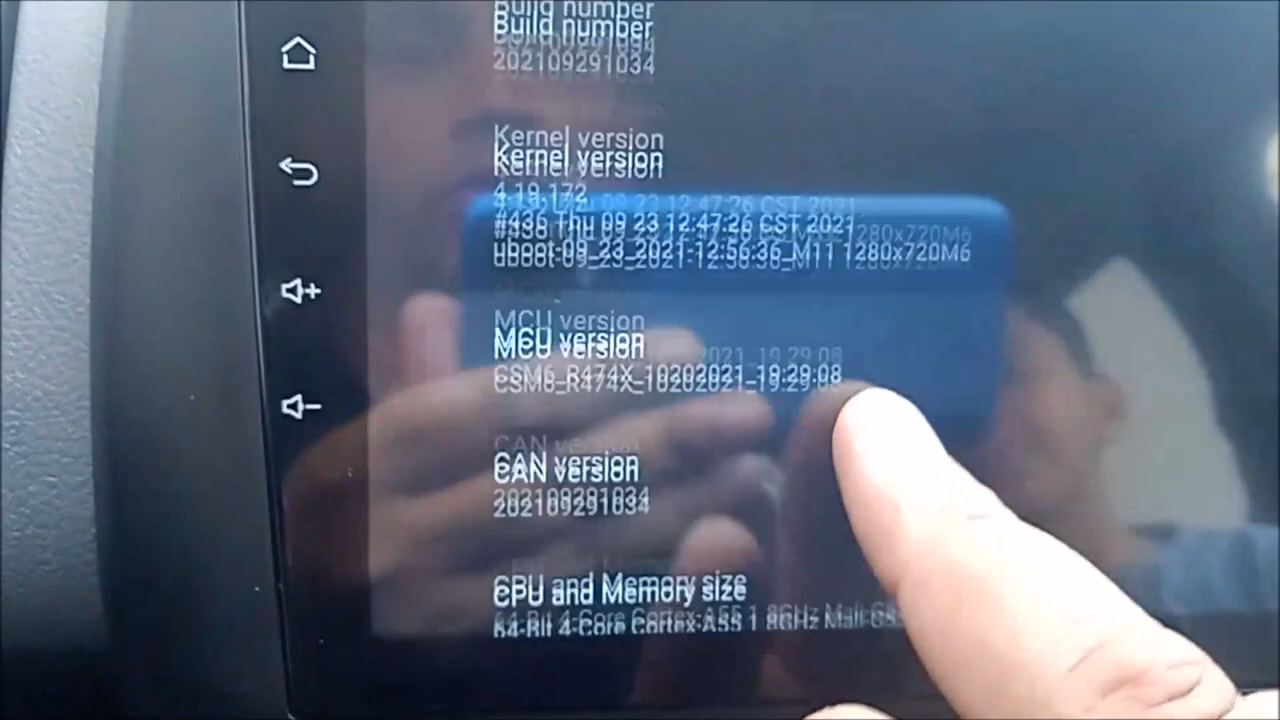 Build number
202109291034
Kernel version
4.19.172
#436 Thu 09 23 12:47:26 CST 2021
uboot-09_23_2021-12:56:36_M11 1280x720M6
MCU version
CSM6_R474X_10202021_19:29:08
CAN version
202109291034
CPU and Memory size
64-Bit 4-Core Cortex-A55 1.8GHz